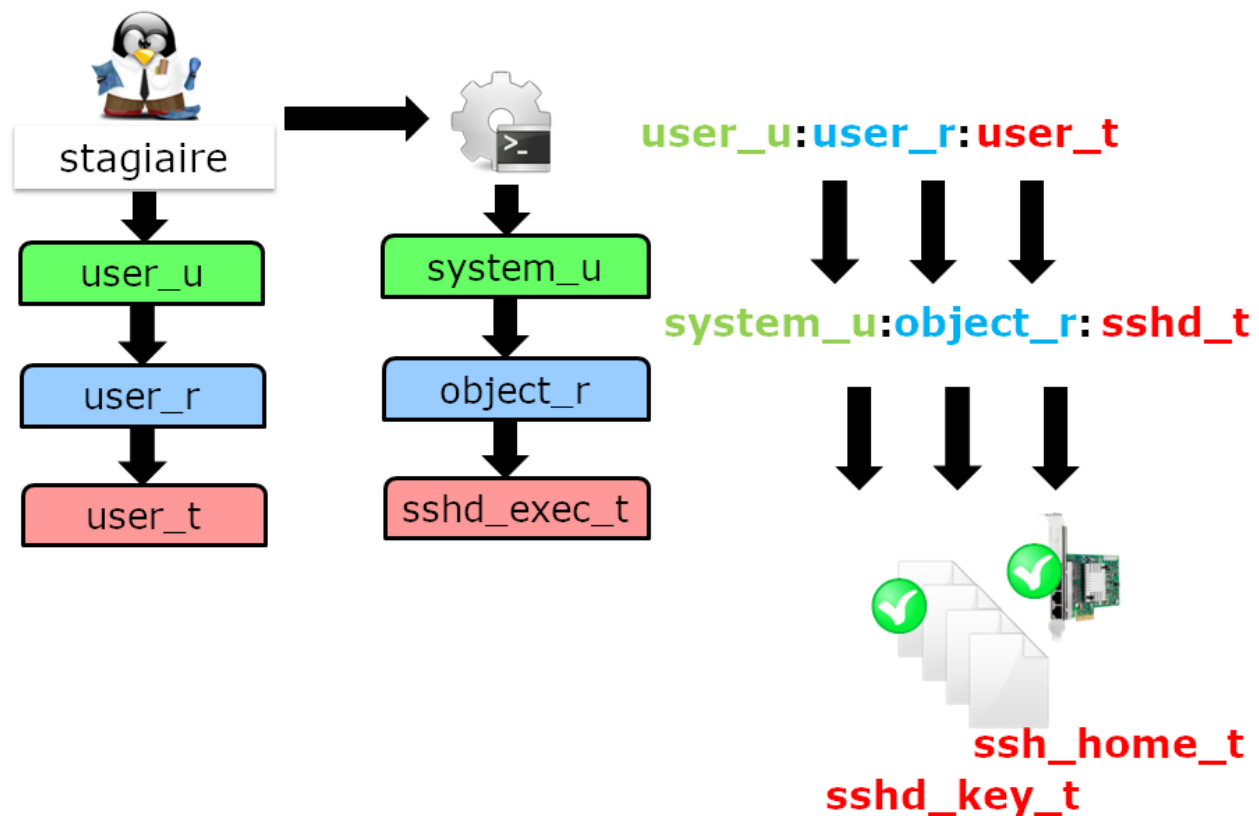 stagiaire
user_u
user_r
user_t
>_
system_u
object_r
sshd_exec_t
user_u:user_r:user_t
system_u:object_r: sshd_t
ssh_home_t
sshd_key_t